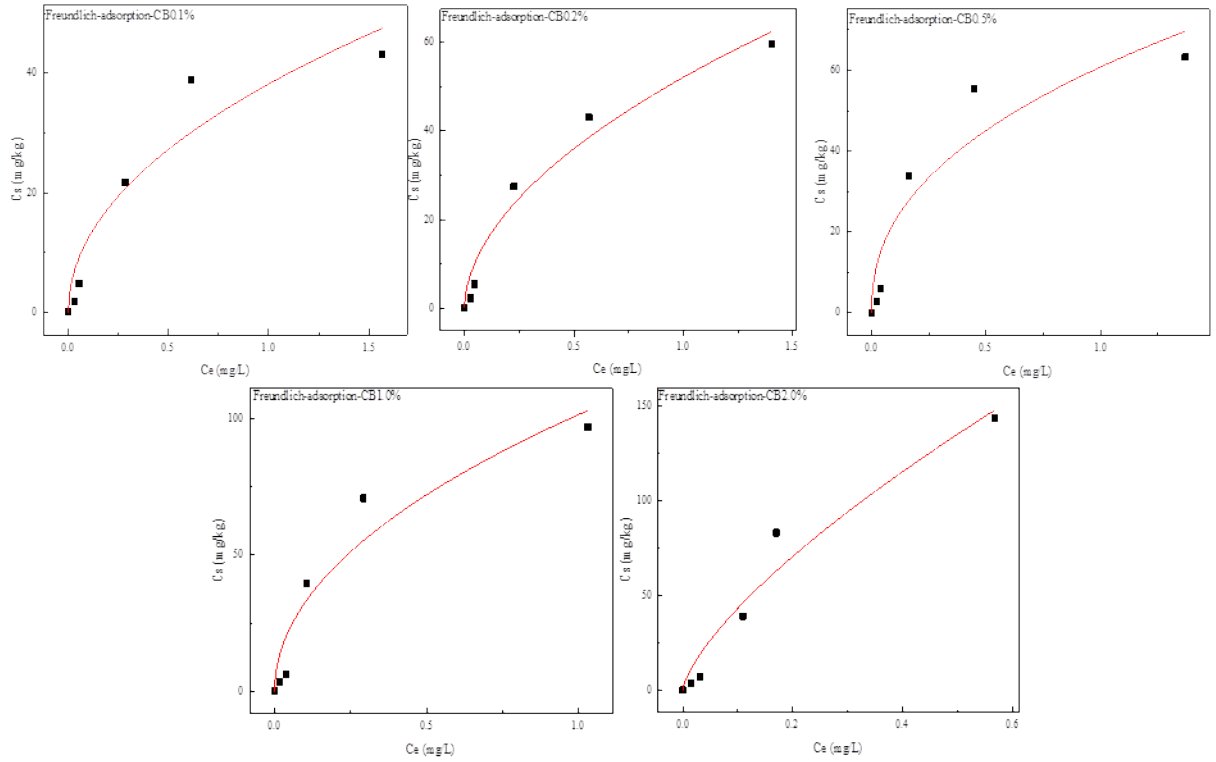 Freundlich-adsorption-CB0.1%
40
20
0
Cs (mg/kg)
0.0
0.5
1.0
1.5
Ce (mg/L)
Freundlich-adsorption-CB0.2%
60
40
20
0
Cs (mg/kg)
0.0
0.5
1.0
1.5
Ce (mg/L)
Freundlich-adsorption-CB0.5%
60
40
20
0
Cs (mg/kg)
0.0
0.5
1.0
Ce (mg/L)
Freundlich-adsorption-CB1.0%
100
50
0
Cs (mg/kg)
0.0
0.5
1.0
Ce (mg/L)
Freundlich-adsorption-CB2.0%
150
100
50
0
Cs (mg/kg)
0.0
0.2
0.4
0.6
Ce (mg/L)